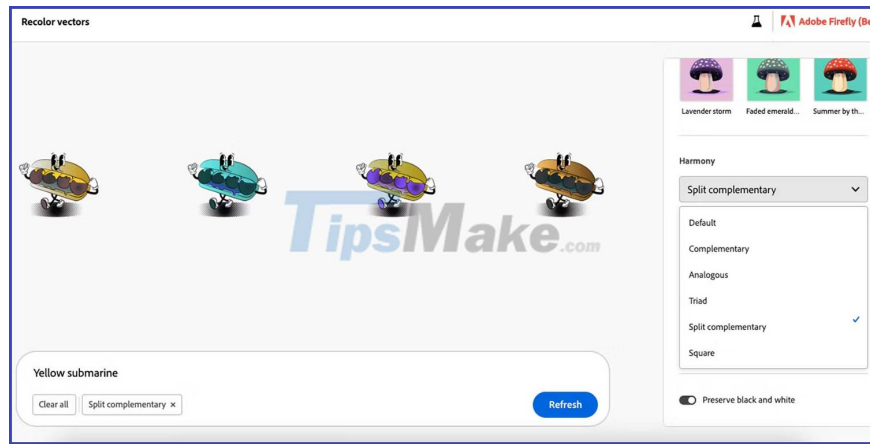 Recolor vectors
Adobe Firefly (Be
Lavender storm
Faded emerald...
Summer by th...
Harmony
Split complementary
Default
Complementary
Analogous
Triad
Split complementary
Square
Preserve black and white
TipsMake.com
Yellow submarine
Clear all
Split complementary ×
Refresh